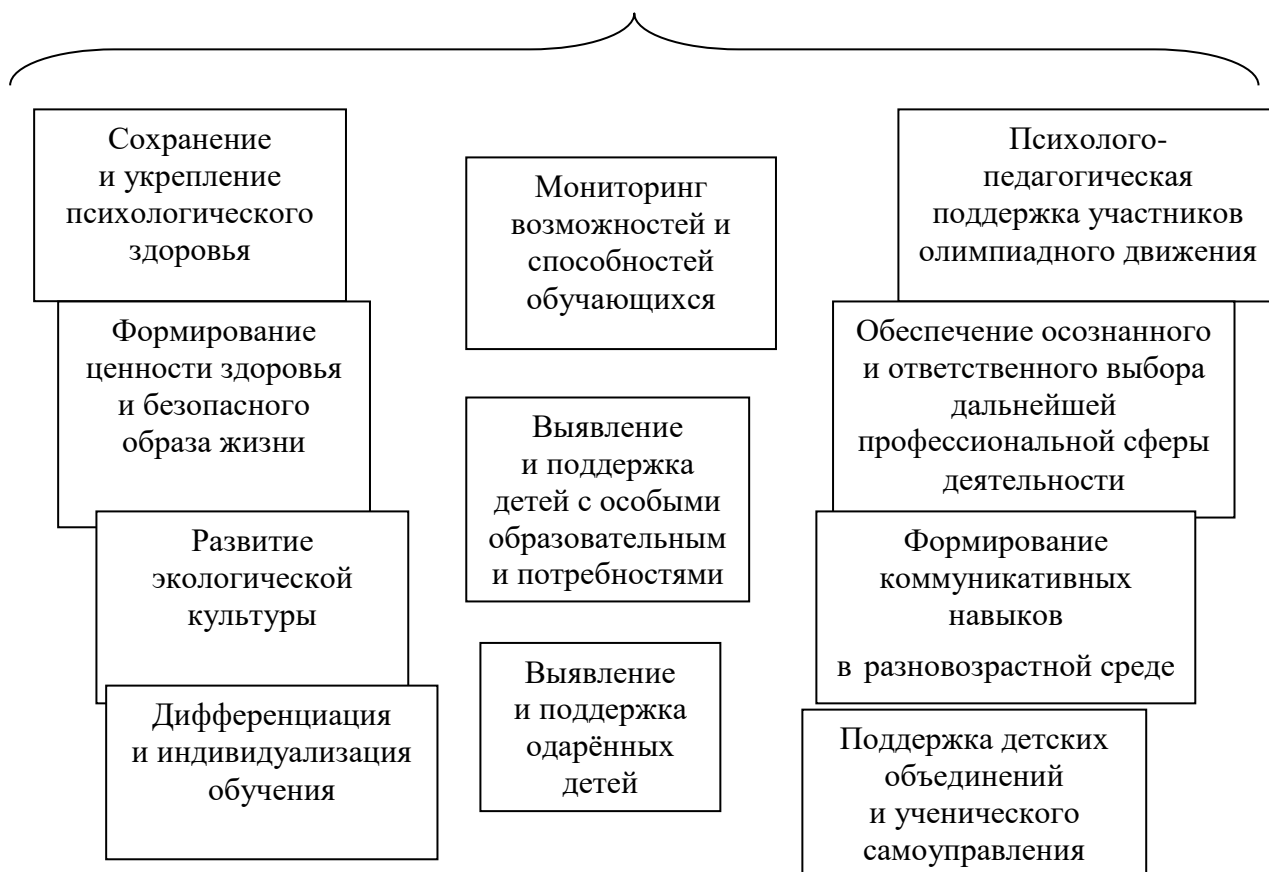 Сохранение
и укрепление
психологического
здоровья
Формирование
ценности здоровья
и безопасного
образа жизни
Развитие
экологической
культуры
Дифференциация
и индивидуализация
обучения
Мониторинг
возможностей и
способностей
обучающихся
Выявление
и поддержка
детей с особыми
образовательным
и потребностями
Выявление
и поддержка
одарённых
детей
Психолого-
педагогическая
поддержка участников
олимпиадного движения
Обеспечение осознанного
и ответственного выбора
дальнейшей
профессиональной сферы
деятельности
Формирование
коммуникативных
навыков
в разновозрастной среде
Поддержка детских
объединений
и ученического
самоуправления